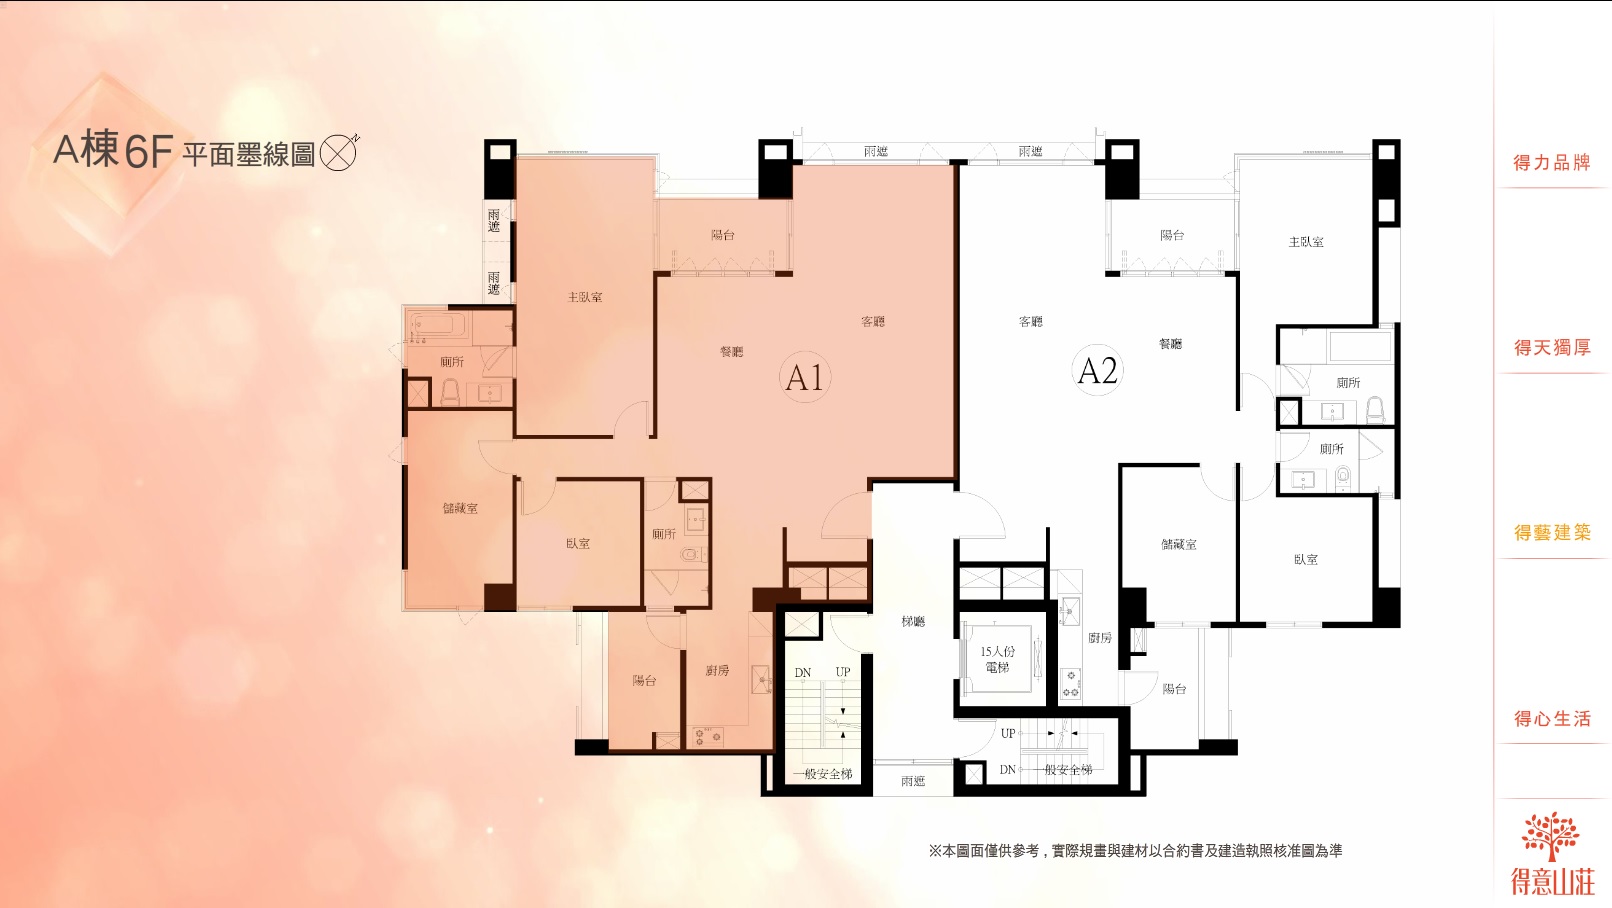 A棟 6F 平面墨線圖
N
雨遮
雨遮
雨遮
雨遮
陽台
陽台
主臥室
主臥室
客廳
客廳
餐廳
餐廳
A1
A2
廁所
廁所
廁所
儲藏室
臥室
廁所
儲藏室
臥室
梯廳
15人份
電梯
廚房
廚房
陽台
陽台
DN
UP
一般安全梯
UP
DN
一般安全梯
雨遮
※本圖面僅供參考，實際規畫與建材以合約書及建造執照核准圖為準
得力品牌
得天獨厚
得藝建築
得心生活
得意山莊